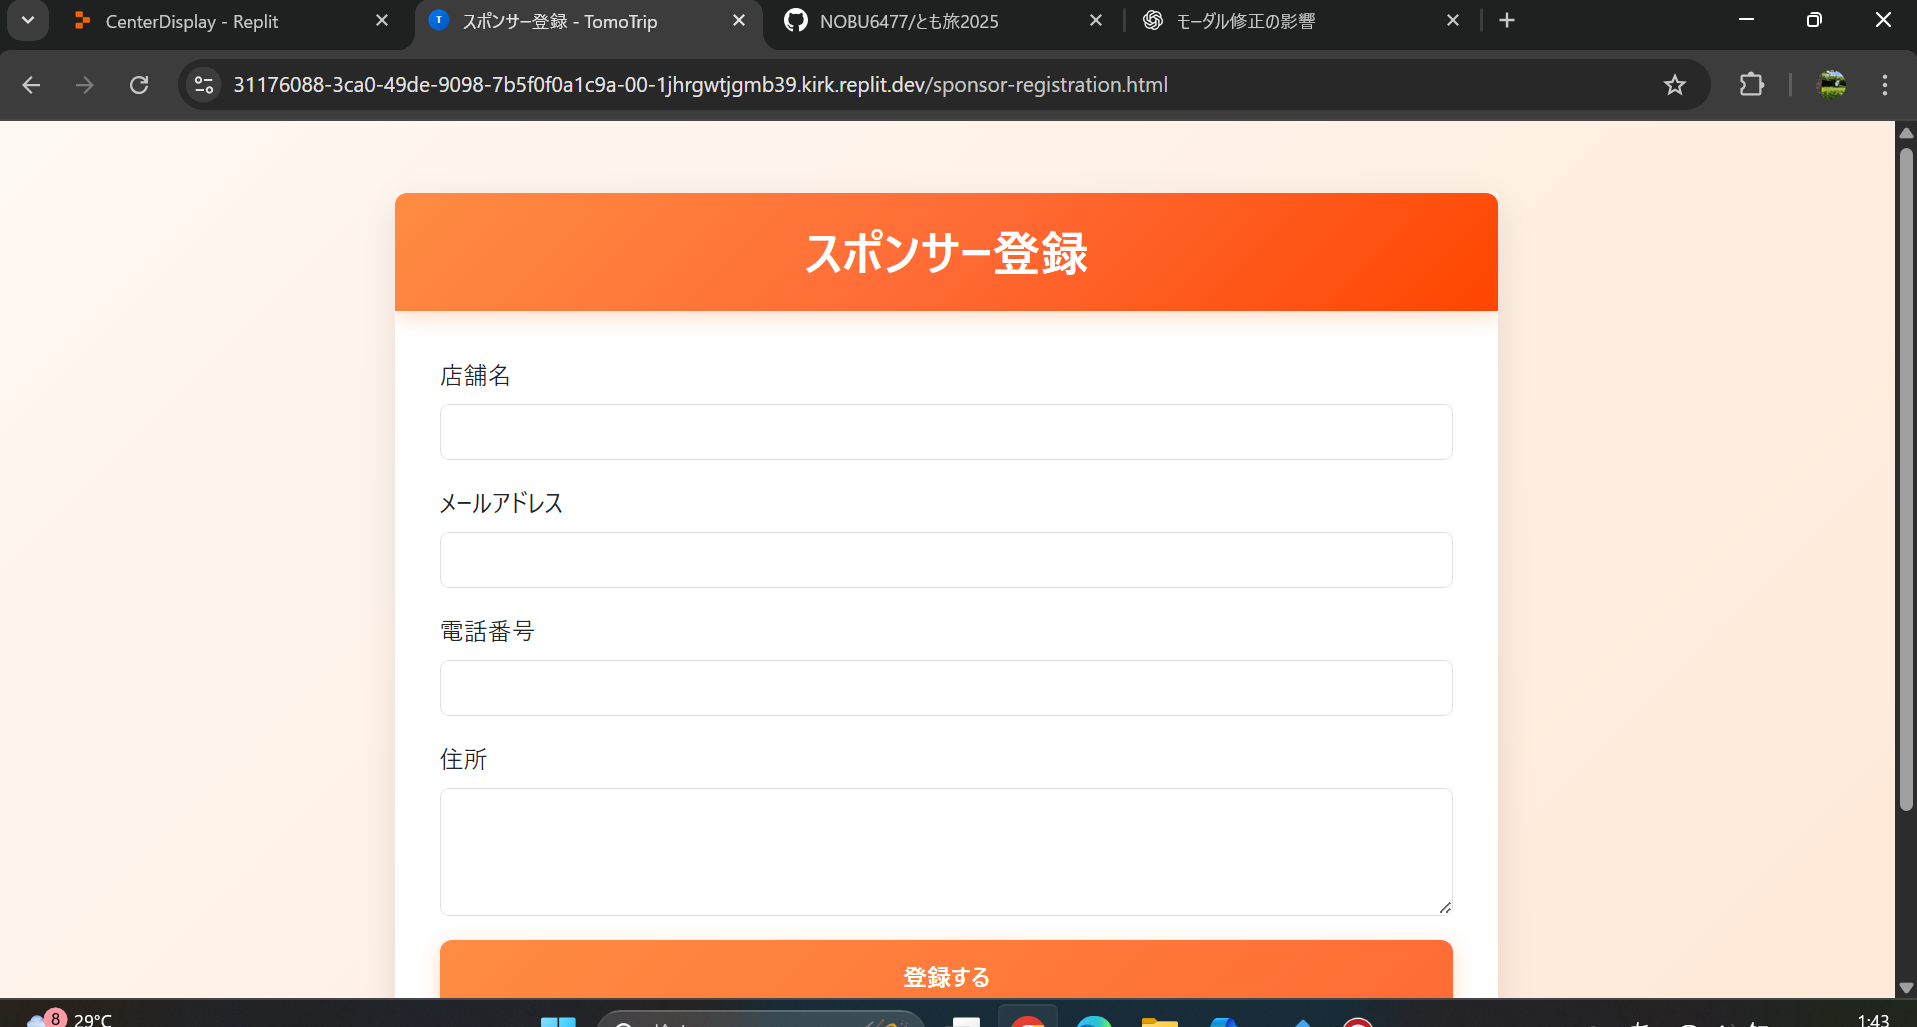 CenterDisplay - Replit
スポンサー登録 - TomoTrip
NOBU6477/とも旅2025
モーダル修正の影響
31176088-3ca0-49de-9098-7b5f0f0a1c9a-00-1jhrgwtjgmb39.kirk.replit.dev/sponsor-registration.html
スポンサー登録
店舗名
メールアドレス
電話番号
住所
登録する
8
29°C
1:43